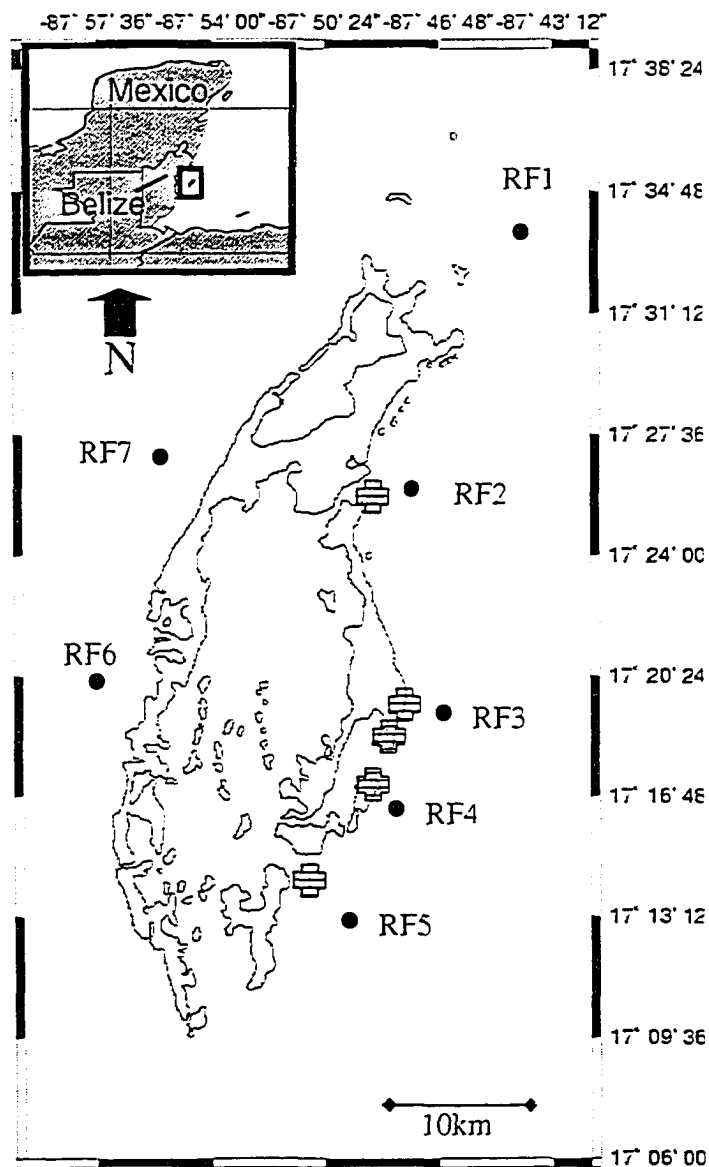 -87° 57' 36" -87° 54' 00" -87° 50' 24" -87° 46' 48" -87° 43' 12"
17° 38' 24
Mexico
17° 34' 48
RF1
Belize
17° 31' 12
N
17° 27' 36
RF7
RF2
17° 24' 00
RF6
17° 20' 24
RF3
17° 16' 48
RF4
17° 13' 12
RF5
17° 09' 36
10km
17° 06' 00